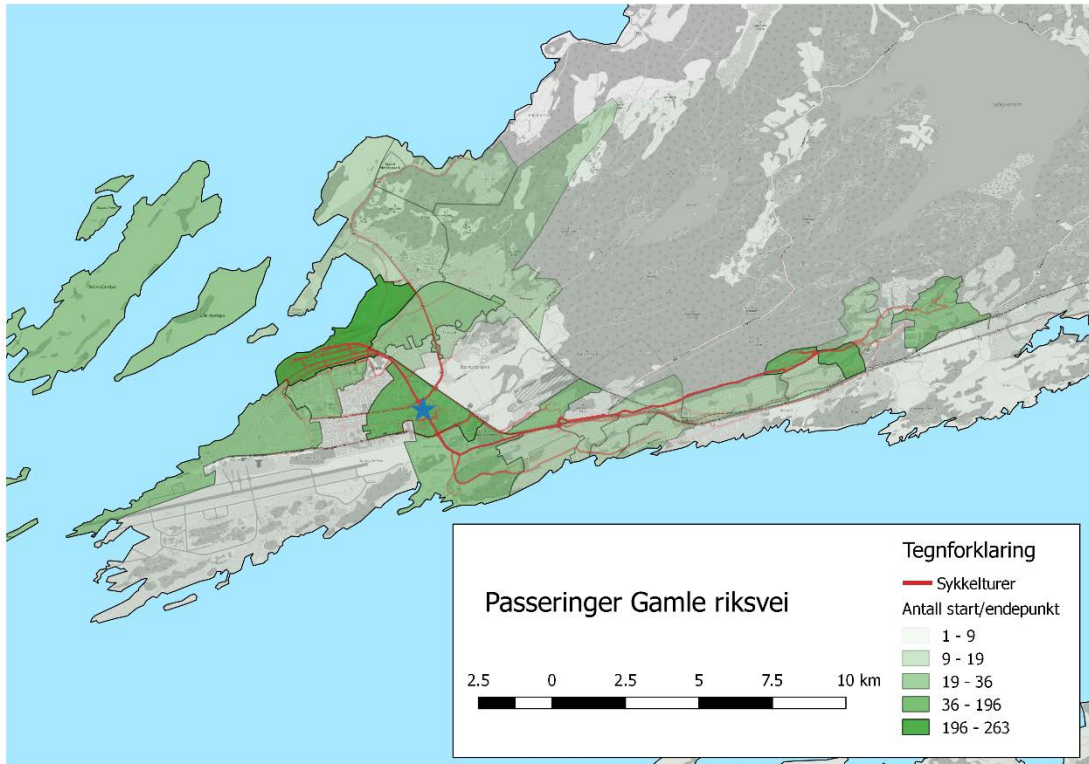 Passeringer Gamle riksvei
2.5 0 2.5 5 7.5 10 km
Tegnforklaring
Sykkelturer
Antall start/endepunkt
1 - 9
9 - 19
19 - 36
36 - 196
196 - 263